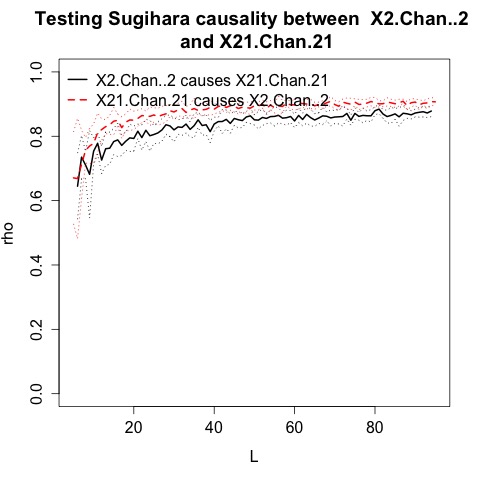 Testing Sugihara causality between  X2.Chan..2
and X21.Chan.21
X2.Chan..2 causes X21.Chan.21
X21.Chan.21 causes X2.Chan..2
1.0
0.8
0.6
0.4
0.2
0.0
rho
20 40 60 80
L